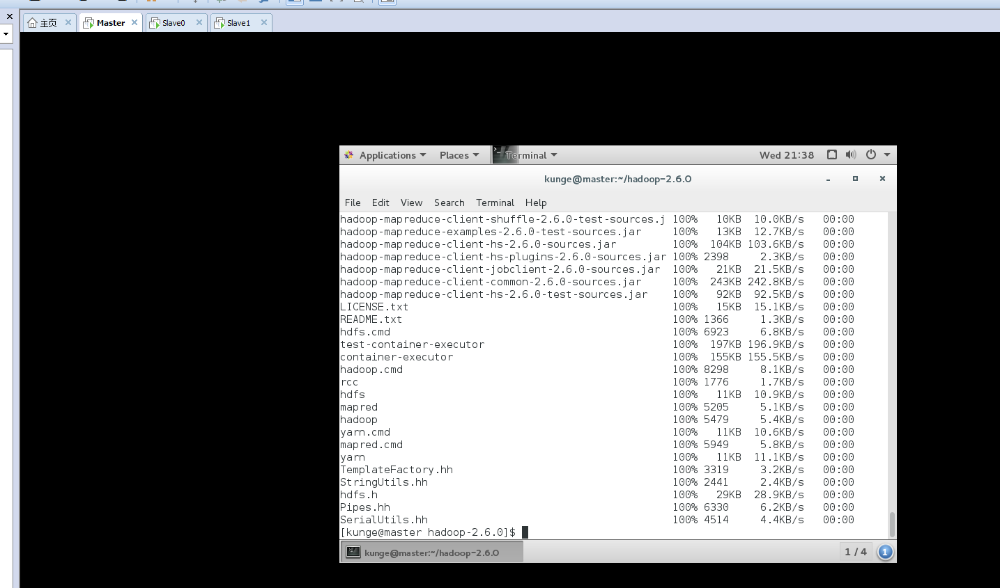 主页 Master Slave0 Slave1
Applications Places Terminal Wed 21:38
kunge@master:~/hadoop-2.6.0
File Edit View Search Terminal Help
hadoop-mapreduce-client-shuffle-2.6.0-test-sources.j 100% 10KB 10.0KB/s 00:00
hadoop-mapreduce-examples-2.6.0-test-sources.jar 100% 13KB 12.7KB/s 00:00
hadoop-mapreduce-client-hs-2.6.0-sources.jar 100% 104KB 103.6KB/s 00:00
hadoop-mapreduce-client-hs-plugins-2.6.0-sources.jar 100% 2398 2.3KB/s 00:00
hadoop-mapreduce-client-jobclient-2.6.0-sources.jar 100% 21KB 21.5KB/s 00:00
hadoop-mapreduce-client-common-2.6.0-sources.jar 100% 243KB 242.8KB/s 00:00
hadoop-mapreduce-client-hs-2.6.0-test-sources.jar 100% 92KB 92.5KB/s 00:00
LICENSE.txt 100% 15KB 15.1KB/s 00:00
README.txt 100% 1366 1.3KB/s 00:00
hdfs.cmd 100% 6923 6.8KB/s 00:00
test-container-executor 100% 197KB 196.9KB/s 00:00
container-executor 100% 155KB 155.5KB/s 00:00
hadoop.cmd 100% 8298 8.1KB/s 00:00
rcc 100% 1776 1.7KB/s 00:00
hdfs 100% 11KB 10.9KB/s 00:00
mapred 100% 5205 5.1KB/s 00:00
hadoop 100% 5479 5.4KB/s 00:00
yarn.cmd 100% 11KB 10.6KB/s 00:00
mapred.cmd 100% 5949 5.8KB/s 00:00
yarn 100% 11KB 11.1KB/s 00:00
TemplateFactory.hh 100% 3319 3.2KB/s 00:00
StringUtils.hh 100% 2441 2.4KB/s 00:00
hdfs.h 100% 29KB 28.9KB/s 00:00
Pipes.hh 100% 6330 6.2KB/s 00:00
SerialUtils.hh 100% 4514 4.4KB/s 00:00
[kunge@master hadoop-2.6.0]$
kunge@master:~/hadoop-2.6.0 1 / 4 1